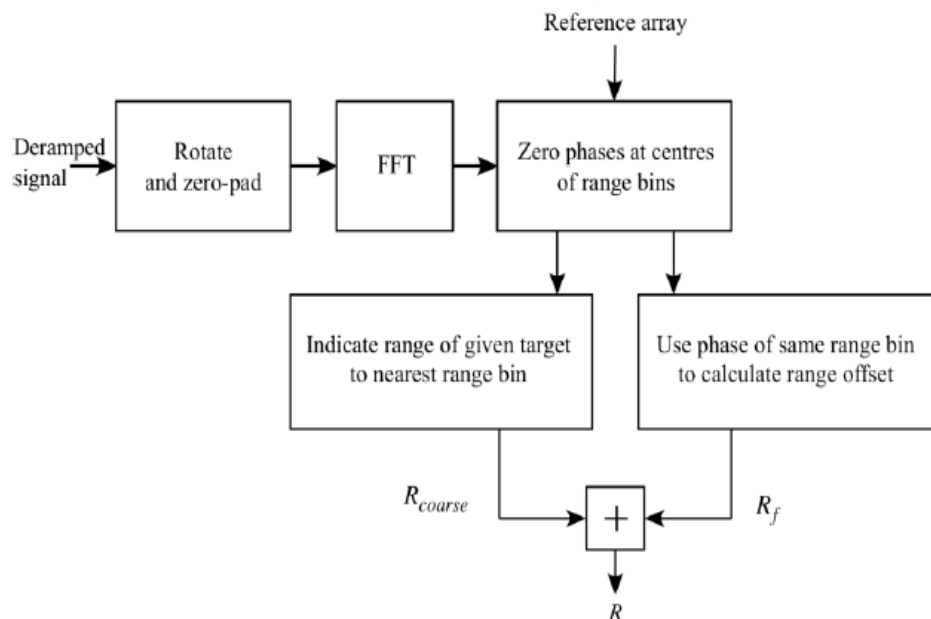 Reference array
Deramped
signal
Rotate
and zero-pad
FFT
Zero phases at centres
of range bins
Indicate range of given target
to nearest range bin
Use phase of same range bin
to calculate range offset
R_coarse
R_f
+
R